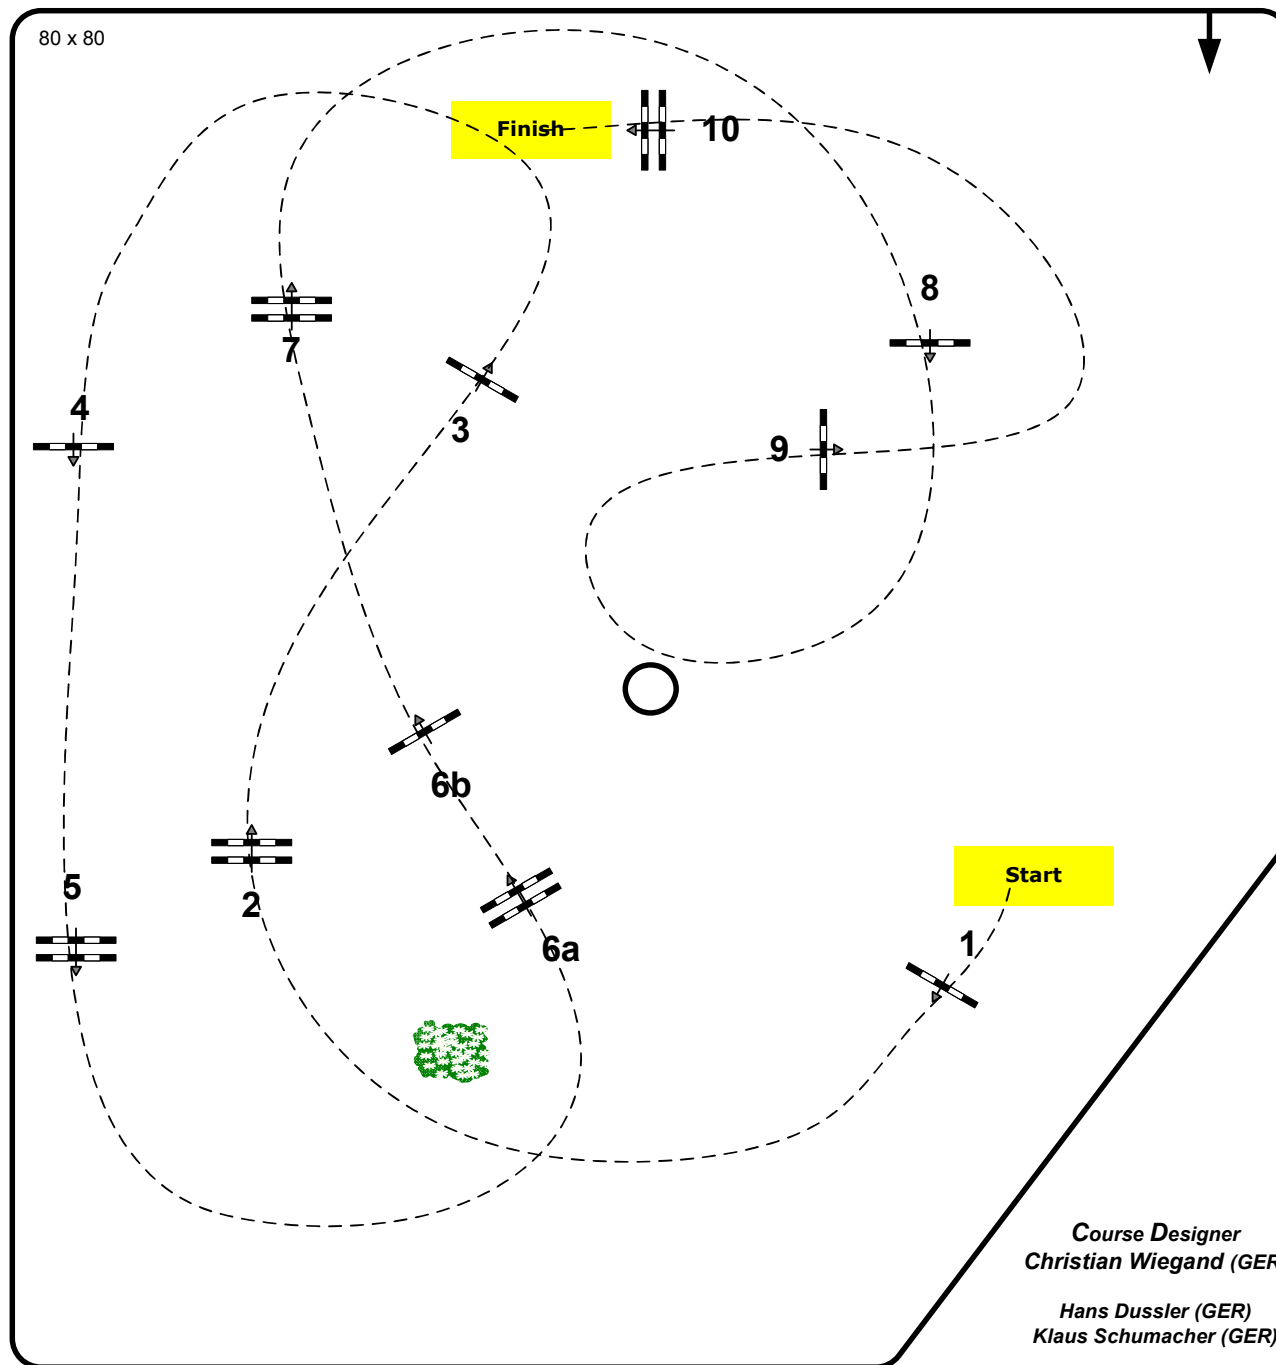 80 x 80
Finish
10
8
7
4
3
9
6b
5
2
6a
Start
1
Course Designer
Christian Wiegand (GER
Hans Dussler (GER)
Klaus Schumacher (GER)